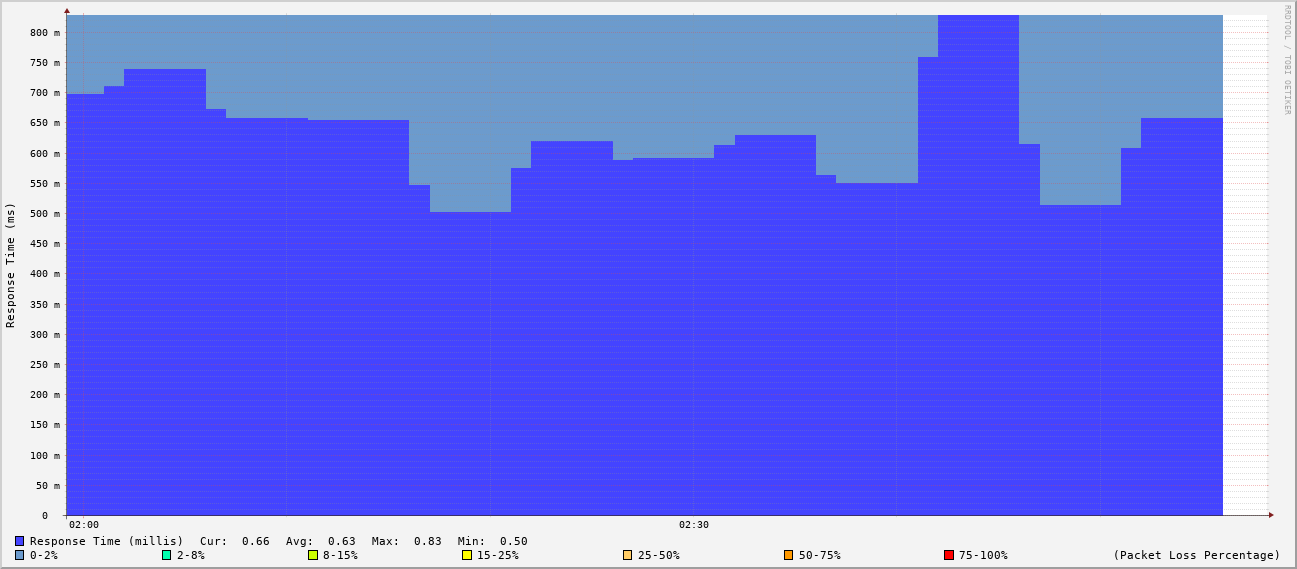 RRDTOOL / TOBI OETIKER
Response Time (ms)
800 m
750 m
700 m
650 m
600 m
550 m
500 m
450 m
400 m
350 m
300 m
250 m
200 m
150 m
100 m
50 m
0
02:00 02:30
Response Time (millis) Cur: 0.66 Avg: 0.63 Max: 0.83 Min: 0.50
0-2% 2-8% 8-15% 15-25% 25-50% 50-75% 75-100% (Packet Loss Percentage)